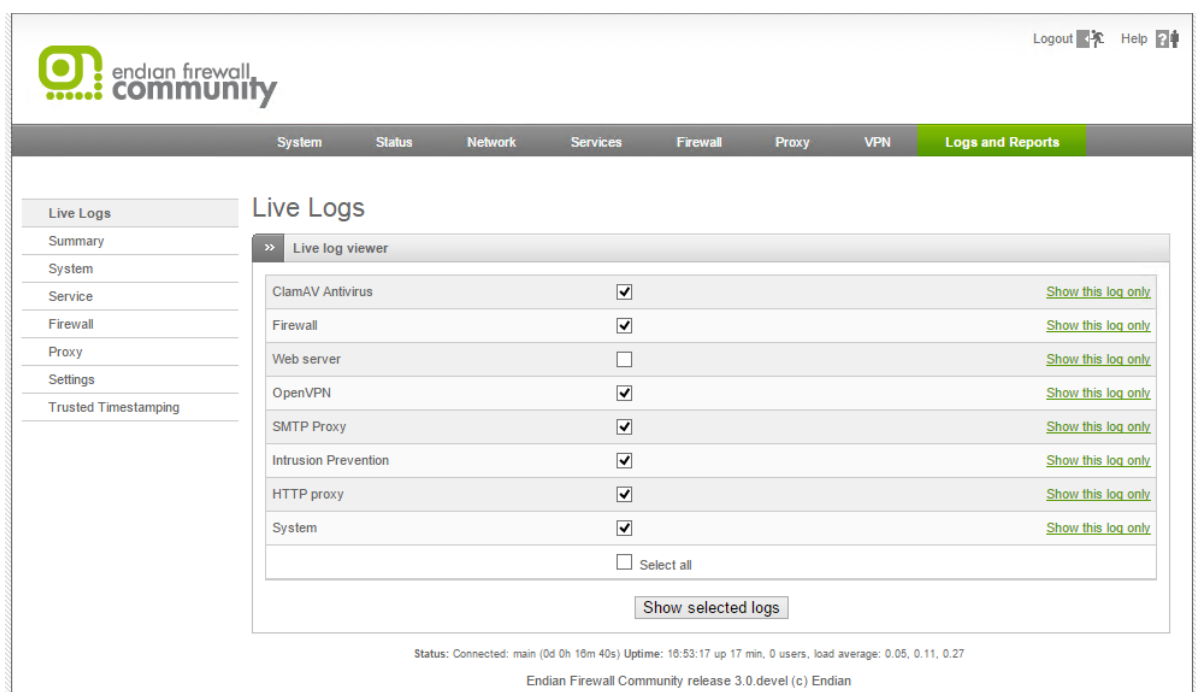 Logout Help
endian firewall
community
System Status Network Services Firewall Proxy VPN Logs and Reports
Live Logs
Summary
System
Service
Firewall
Proxy
Settings
Trusted Timestamping
Live Logs
Live log viewer
ClamAV Antivirus Show this log only
Firewall Show this log only
Web server Show this log only
OpenVPN Show this log only
SMTP Proxy Show this log only
Intrusion Prevention Show this log only
HTTP proxy Show this log only
System Show this log only
Select all
Show selected logs
Status: Connected: main (0d 0h 16m 40s) Uptime: 16:53:17 up 17 min, 0 users, load average: 0.05, 0.11, 0.27
Endian Firewall Community release 3.0.devel (c) Endian